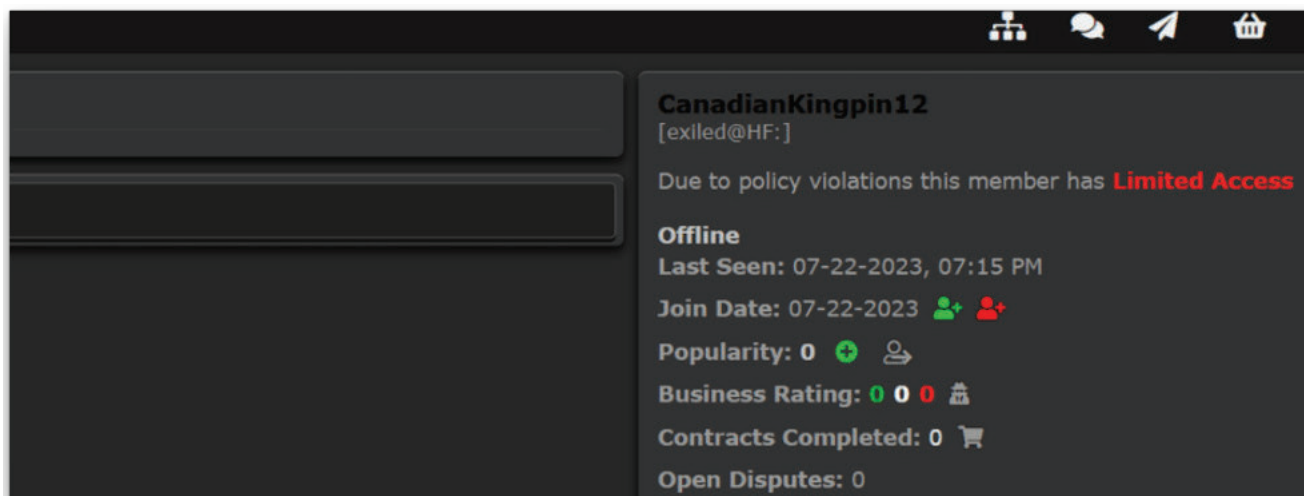 CanadianKingpin12
[exiled@HF:]
Due to policy violations this member has Limited Access
Offline
Last Seen: 07-22-2023, 07:15 PM
Join Date: 07-22-2023
Popularity: 0
Business Rating: 0 0 0
Contracts Completed: 0
Open Disputes: 0